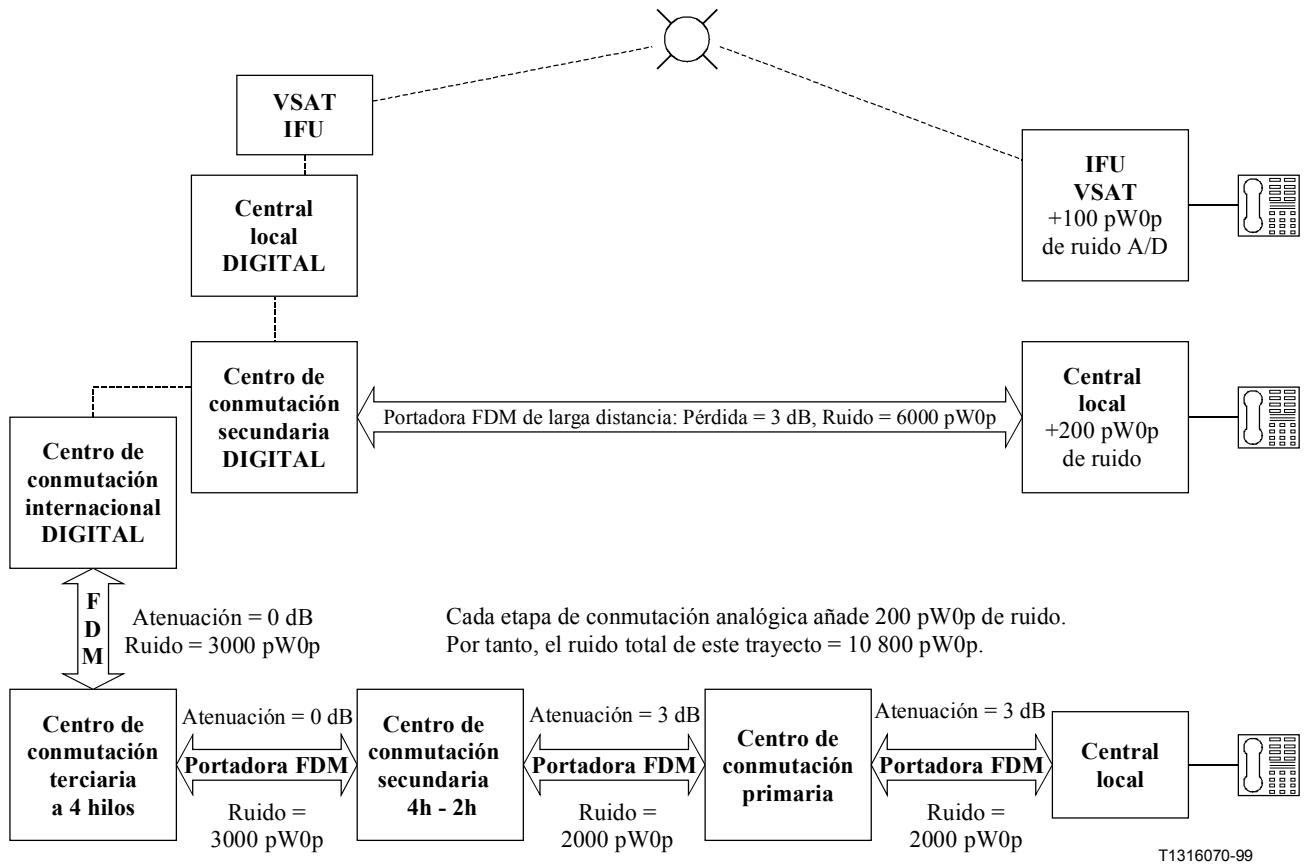 VSAT
IFU
IFU
VSAT
+100 pW0p
de ruido A/D
Central
local
DIGITAL
Centro de
conmutación
secundaria
DIGITAL
Portadora FDM de larga distancia: Pérdida = 3 dB, Ruido = 6000 pW0p
Central
local
+200 pW0p
de ruido
Centro de
conmutación
internacional
DIGITAL
F
D
M
Atenuación = 0 dB
Ruido = 3000 pW0p
Cada etapa de conmutación analógica añade 200 pW0p de ruido.
Por tanto, el ruido total de este trayecto = 10 800 pW0p.
Centro de
conmutación
terciaria
a 4 hilos
Atenuación = 0 dB
Portadora FDM
Ruido =
3000 pW0p
Centro de
conmutación
secundaria
4h - 2h
Atenuación = 3 dB
Portadora FDM
Ruido =
2000 pW0p
Centro de
conmutación
primaria
Atenuación = 3 dB
Portadora FDM
Ruido =
2000 pW0p
Central
local
T1316070-99